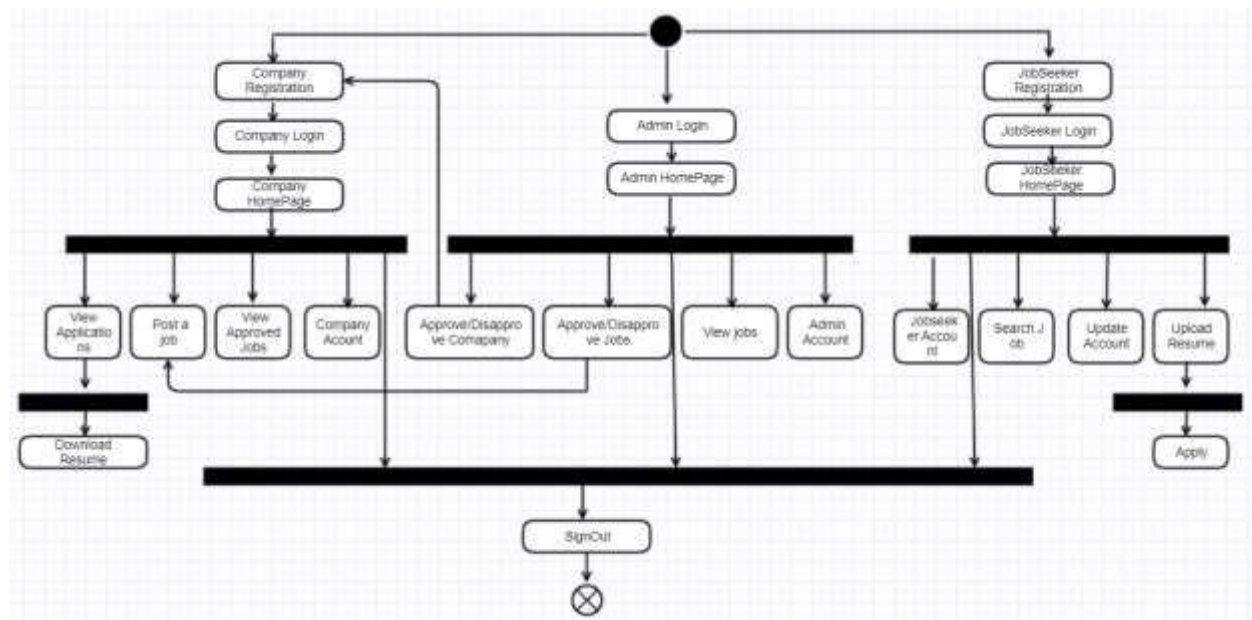 Company
Registration
JobSeeker
Registration
Admin Login
Company Login
JobSeeker Login
Admin HomePage
JobSeeker
HomePage
Company
HomePage
View
Applicatio
ns
Post a
job
View
Approved
Jobs
Company
Acount
Approve/Disappro
ve Comapany
Approve/Disappro
ve Jobs
View jobs
Admin
Account
Jobseek
er Accou
nt
Search J
ob
Update
Account
Upload
Resume
Download
Resume
Apply
SignOut